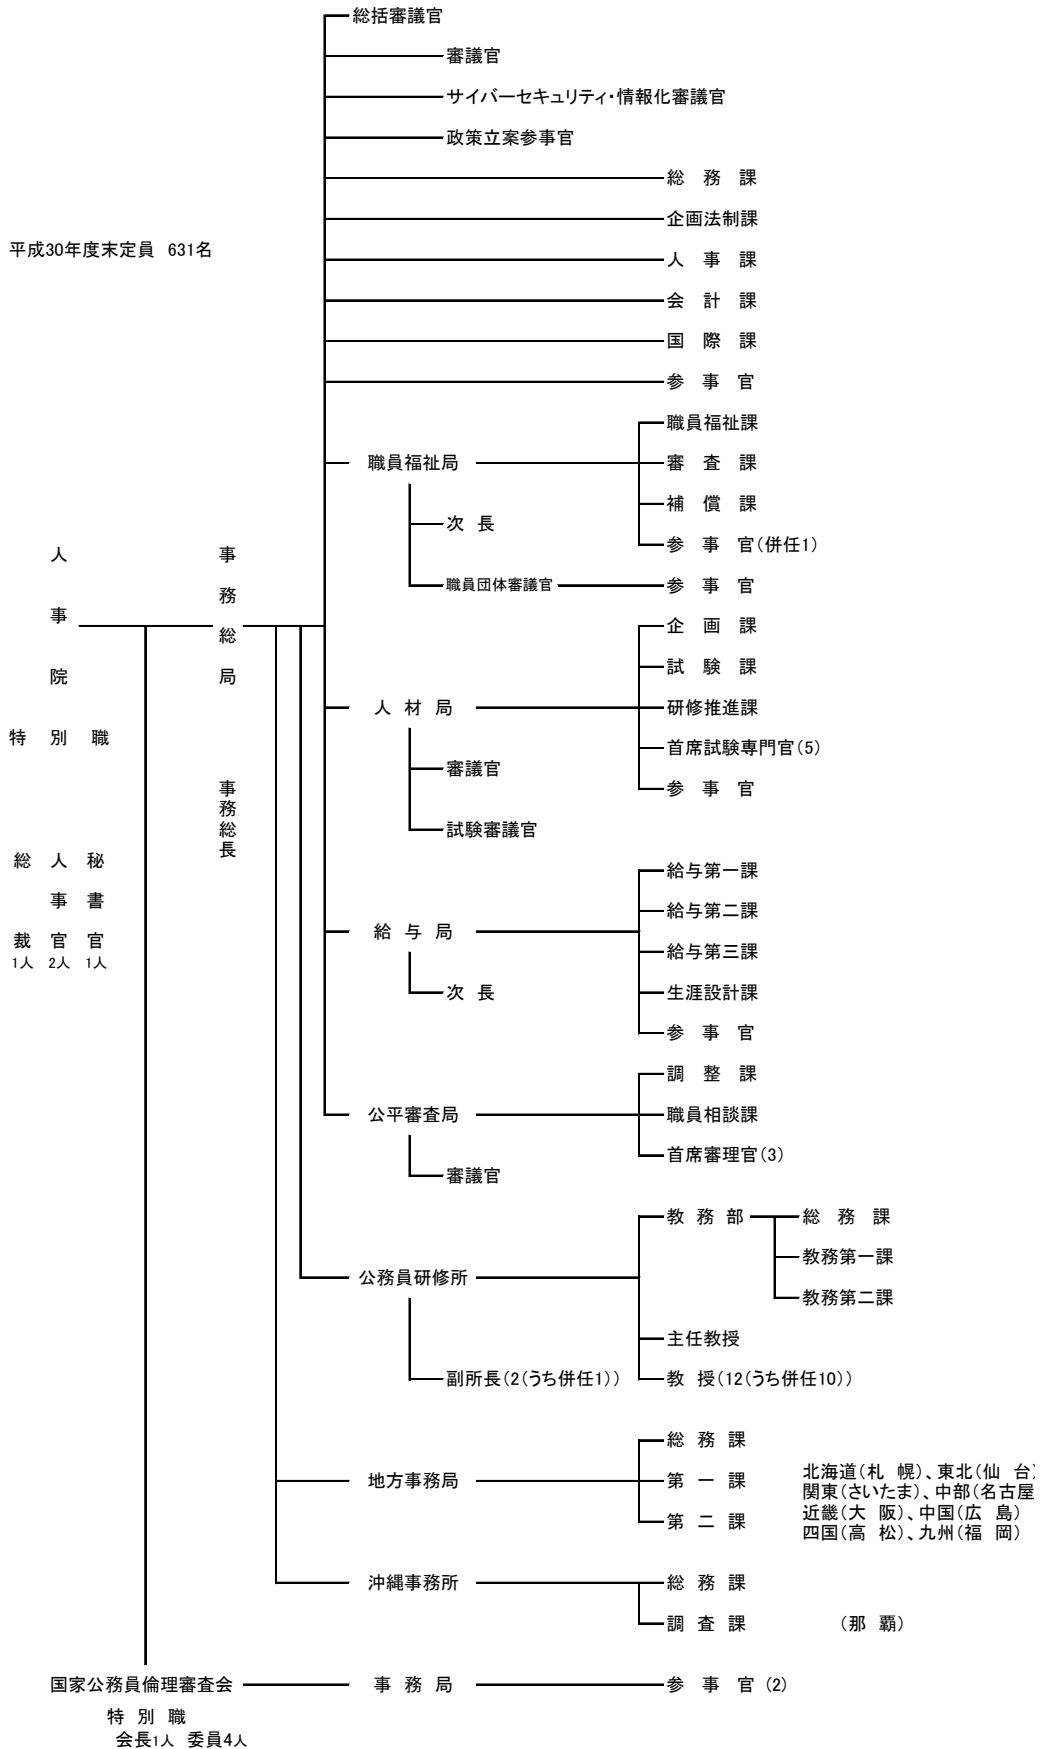 総括審議官
審議官
サイバーセキュリティ・情報化審議官
政策立案参事官
総 務 課
企画法制課
平成30年度末定員 631名
人 事 課
会 計 課
国 際 課
参 事 官
職員福祉課
職員福祉局
審 査 課
補 償 課
次 長
参 事 官(併任1)
職員団体審議官
参 事 官
人事院
事務総局
企 画 課
試 験 課
人 材 局
研修推進課
特 別 職
首席試験専門官(5)
審議官
参 事 官
事務総長
試験審議官
総裁
1人
人事官
2人
秘書官
1人
給与第一課
給与第二課
給 与 局
給与第三課
次 長
生涯設計課
参 事 官
調 整 課
公平審査局
職員相談課
首席審理官(3)
審議官
教 務 部
総 務 課
教務第一課
公務員研修所
教務第二課
主任教授
副所長(2(うち併任1))
教 授(12(うち併任10))
総 務 課
地方事務局
第 一 課
第 二 課
北海道(札 幌)、東北(仙 台)
関東(さいたま)、中部(名古屋
近畿(大 阪)、中国(広 島)
四国(高 松)、九州(福 岡)
沖縄事務所
総 務 課
調 査 課
(那 覇)
国家公務員倫理審査会
事 務 局
参 事 官 (2)
特 別 職
会長1人 委員4人